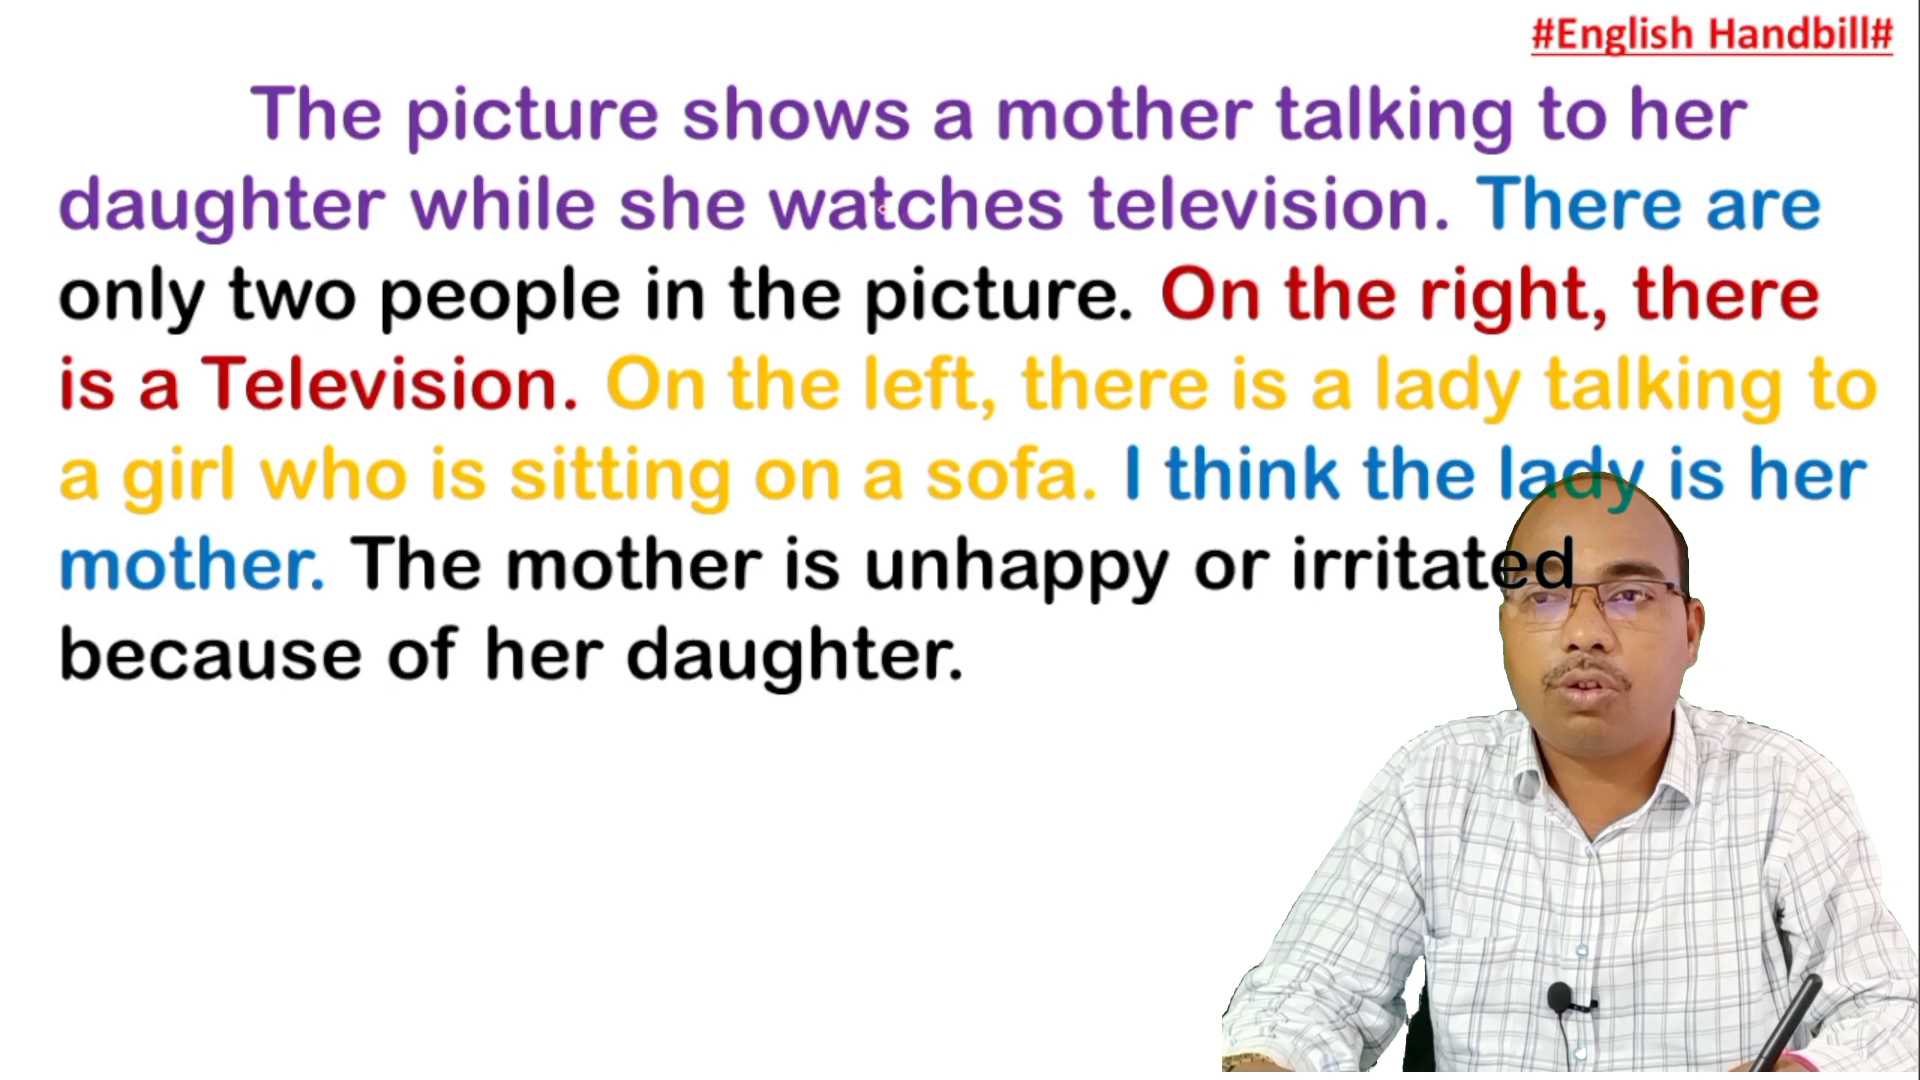 #English Handbill#
The picture shows a mother talking to her
daughter while she watches television. There are
only two people in the picture. On the right, there
is a Television. On the left, there is a lady talking to
a girl who is sitting on a sofa. I think the lady is her
mother. The mother is unhappy or irritated
because of her daughter.